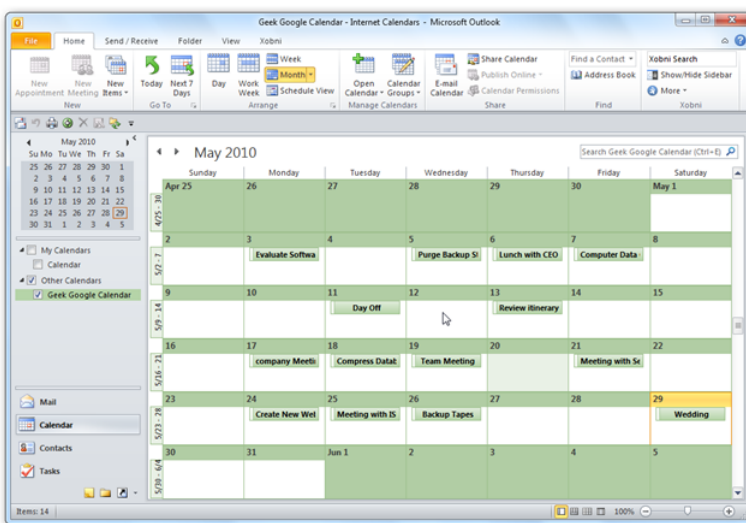 Geek Google Calendar - Internet Calendars - Microsoft Outlook
File Home Send / Receive Folder View Xobni
New Appointment
New Meeting
New Items
New
Today
Next 7 Days
Go To
Day
Work Week
Week
Month
Schedule View
Arrange
Open Calendar
Calendar Groups
Manage Calendars
E-mail Calendar
Share Calendar
Publish Online
Calendar Permissions
Share
Find a Contact
Address Book
Find
Xobni Search
Show/Hide Sidebar
More
Xobni
May 2010
Su Mo Tu We Th Fr Sa
25 26 27 28 29 30 1
2 3 4 5 6 7 8
9 10 11 12 13 14 15
16 17 18 19 20 21 22
23 24 25 26 27 28 29
30 31 1 2 3 4 5
My Calendars
Calendar
Other Calendars
Geek Google Calendar
Mail
Calendar
Contacts
Tasks
May 2010
Search Geek Google Calendar (Ctrl+E)
Sunday Monday Tuesday Wednesday Thursday Friday Saturday
4/25 - 30
Apr 25 26 27 28 29 30 May 1
5/2 - 7
2 3 4 5 6 7 8
Evaluate Softwa Purge Backup S Lunch with CEO Computer Data
5/9 - 14
9 10 11 12 13 14 15
Day Off Review itinerary
5/16 - 21
16 17 18 19 20 21 22
company Meeti Compress Datab Team Meeting Meeting with Se
5/23 - 28
23 24 25 26 27 28 29
Create New Wel Meeting with IS Backup Tapes Wedding
5/30 - 6/4
30 31 Jun 1 2 3 4 5
Items: 14
100%